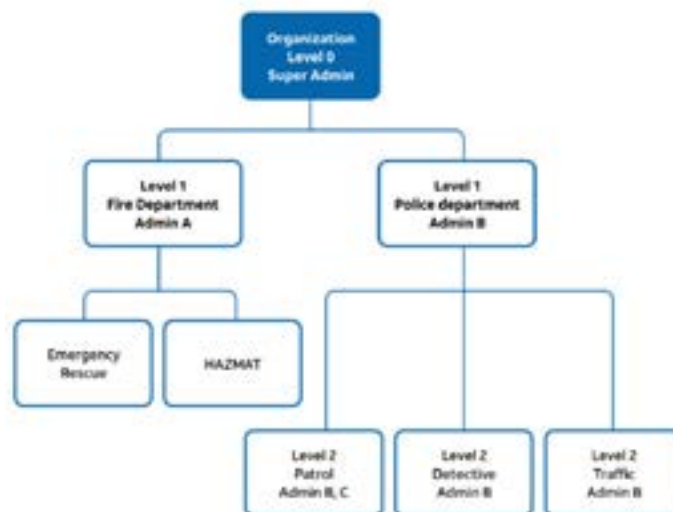 Organization
Level 0
Super Admin
Level 1
Fire Department
Admin A
Level 1
Police department
Admin B
Emergency
Rescue
HAZMAT
Level 2
Patrol
Admin B, C
Level 2
Detective
Admin B
Level 2
Traffic
Admin B